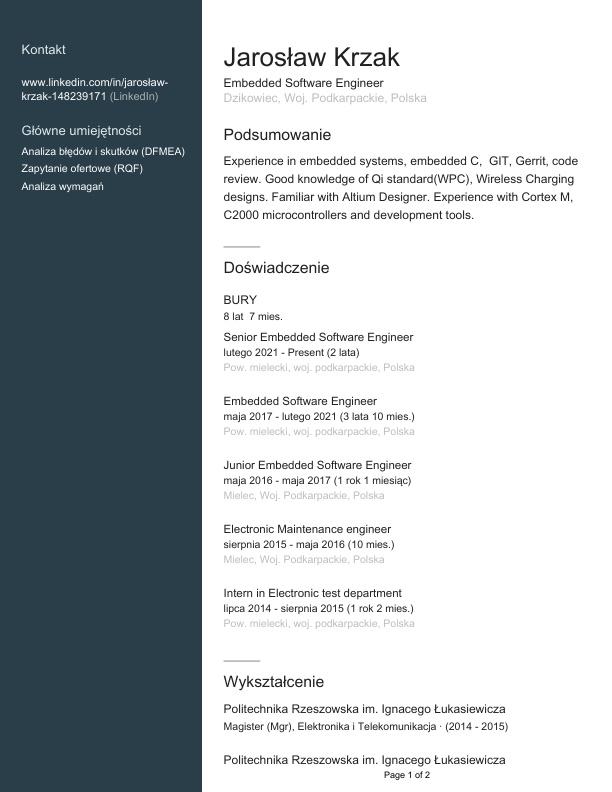 Kontakt
www.linkedin.com/in/jarosław-
krzak-148239171 (LinkedIn)
Główne umiejętności
Analiza błędów i skutków (DFMEA)
Zapytanie ofertowe (RQF)
Analiza wymagań
Jarosław Krzak
Embedded Software Engineer
Dzikowiec, Woj. Podkarpackie, Polska
Podsumowanie
Experience in embedded systems, embedded C,  GIT, Gerrit, code
review. Good knowledge of Qi standard(WPC), Wireless Charging
designs. Familiar with Altium Designer. Experience with Cortex M,
C2000 microcontrollers and development tools.
Doświadczenie
BURY
8 lat  7 mies.
Senior Embedded Software Engineer
lutego 2021 - Present (2 lata)
Pow. mielecki, woj. podkarpackie, Polska
Embedded Software Engineer
maja 2017 - lutego 2021 (3 lata 10 mies.)
Pow. mielecki, woj. podkarpackie, Polska
Junior Embedded Software Engineer
maja 2016 - maja 2017 (1 rok 1 miesiąc)
Mielec, Woj. Podkarpackie, Polska
Electronic Maintenance engineer
sierpnia 2015 - maja 2016 (10 mies.)
Mielec, Woj. Podkarpackie, Polska
Intern in Electronic test department
lipca 2014 - sierpnia 2015 (1 rok 2 mies.)
Pow. mielecki, woj. podkarpackie, Polska
Wykształcenie
Politechnika Rzeszowska im. Ignacego Łukasiewicza
Magister (Mgr), Elektronika i Telekomunikacja · (2014 - 2015)
Politechnika Rzeszowska im. Ignacego Łukasiewicza
Page 1 of 2